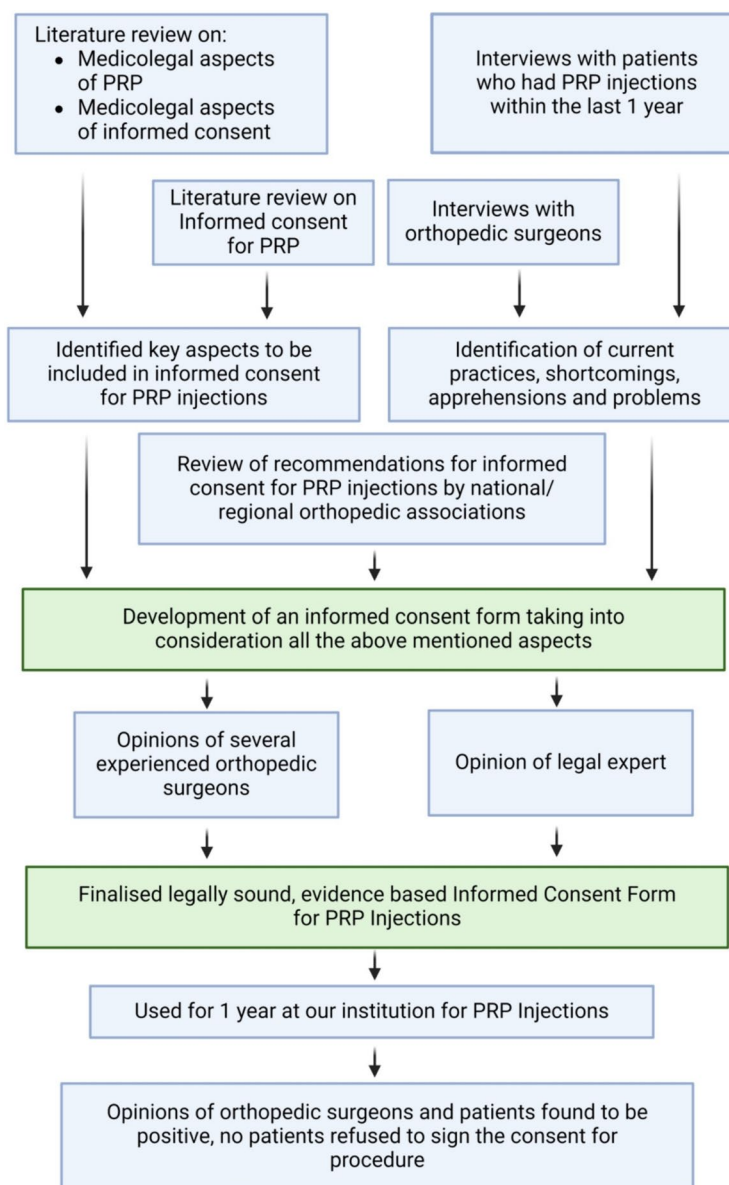 Literature review on:
• Medicolegal aspects
of PRP
• Medicolegal aspects
of informed consent
Interviews with patients
who had PRP injections
within the last 1 year
Literature review on
Informed consent
for PRP
Interviews with
orthopedic surgeons
Identified key aspects to be
included in informed consent
for PRP injections
Identification of current
practices, shortcomings,
apprehensions and problems
Review of recommendations for informed
consent for PRP injections by national/
regional orthopedic associations
Development of an informed consent form taking into
consideration all the above mentioned aspects
Opinions of several
experienced orthopedic
surgeons
Opinion of legal expert
Finalised legally sound, evidence based Informed Consent Form
for PRP Injections
Used for 1 year at our institution for PRP Injections
Opinions of orthopedic surgeons and patients found to be
positive, no patients refused to sign the consent for
procedure